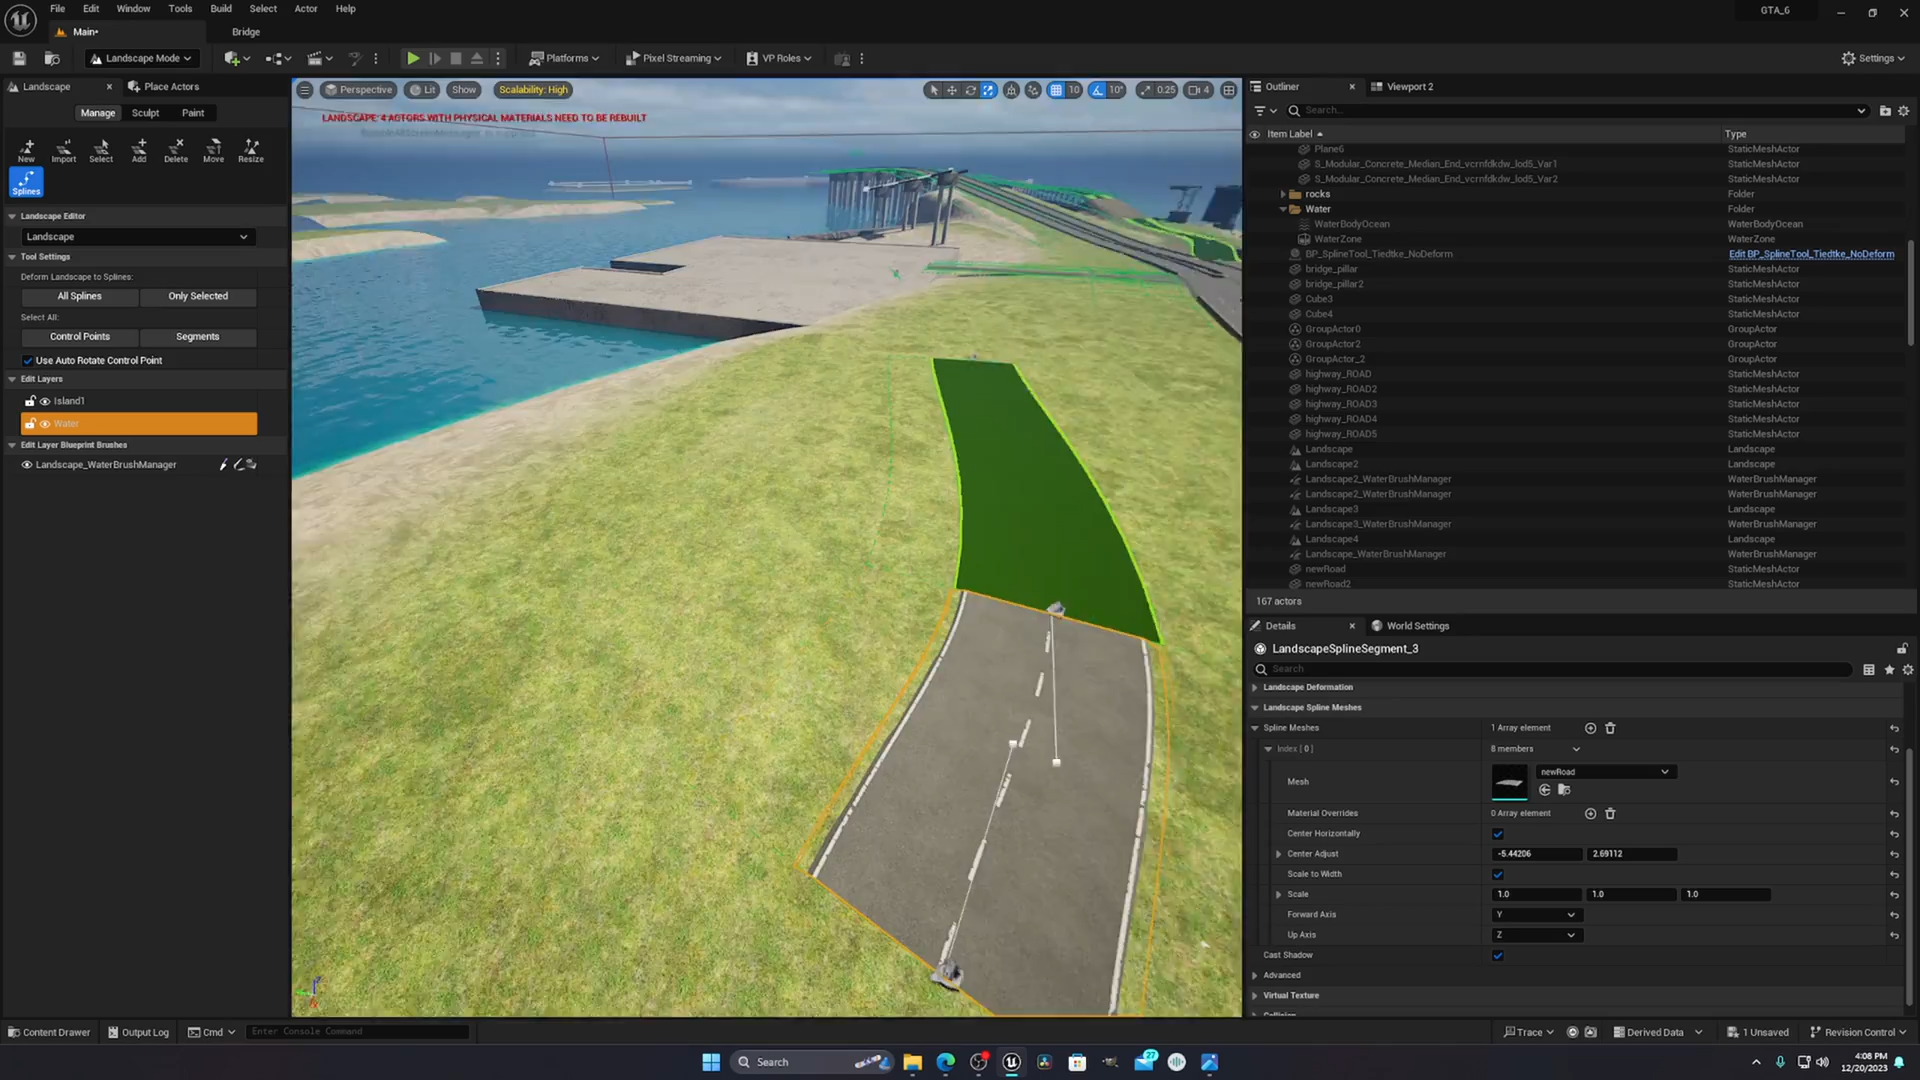 File Edit Window Tools Build Select Actor Help
GTA_6
Main•
Bridge
Landscape Mode
Platforms
Pixel Streaming
VP Roles
Settings
Landscape
Place Actors
Manage Sculpt Paint
New Import Select Add Delete Move Resize
Splines
Landscape Editor
Landscape
Tool Settings
Deform Landscape to Splines:
All Splines Only Selected
Select All:
Control Points Segments
Use Auto Rotate Control Point
Edit Layers
Island1
Water
Edit Layer Blueprint Brushes
Landscape_WaterBrushManager
Perspective Lit Show Scalability: High
10 10° 0.25 4
LANDSCAPE: 4 ACTORS WITH PHYSICAL MATERIALS NEED TO BE REBUILT
Outliner Viewport 2
Search...
Item Label Type
Plane6 StaticMeshActor
S_Modular_Concrete_Median_End_vcrnfdkdw_lod5_Var1 StaticMeshActor
S_Modular_Concrete_Median_End_vcrnfdkdw_lod5_Var2 StaticMeshActor
rocks Folder
Water Folder
WaterBodyOcean WaterBodyOcean
WaterZone WaterZone
BP_SplineTool_Tiedtke_NoDeform Edit BP_SplineTool_Tiedtke_NoDeform
bridge_pillar StaticMeshActor
bridge_pillar2 StaticMeshActor
Cube3 StaticMeshActor
Cube4 StaticMeshActor
GroupActor0 GroupActor
GroupActor2 GroupActor
GroupActor_2 GroupActor
highway_ROAD StaticMeshActor
highway_ROAD2 StaticMeshActor
highway_ROAD3 StaticMeshActor
highway_ROAD4 StaticMeshActor
highway_ROAD5 StaticMeshActor
Landscape Landscape
Landscape2 Landscape
Landscape2_WaterBrushManager WaterBrushManager
Landscape2_WaterBrushManager WaterBrushManager
Landscape3 Landscape
Landscape3_WaterBrushManager WaterBrushManager
Landscape4 Landscape
Landscape_WaterBrushManager WaterBrushManager
newRoad StaticMeshActor
newRoad2 StaticMeshActor
167 actors
Details World Settings
LandscapeSplineSegment_3
Search
Landscape Deformation
Landscape Spline Meshes
Spline Meshes 1 Array element
Index [ 0 ] 8 members
Mesh newRoad
Material Overrides 0 Array element
Center Horizontally
Center Adjust -5.44206 2.69112
Scale to Width
Scale 1.0 1.0 1.0
Forward Axis Y
Up Axis Z
Cast Shadow
Advanced
Virtual Texture
Collision
Content Drawer Output Log Cmd Enter Console Command
Trace Derived Data 1 Unsaved Revision Control
Search
27
4:08 PM
12/20/2023